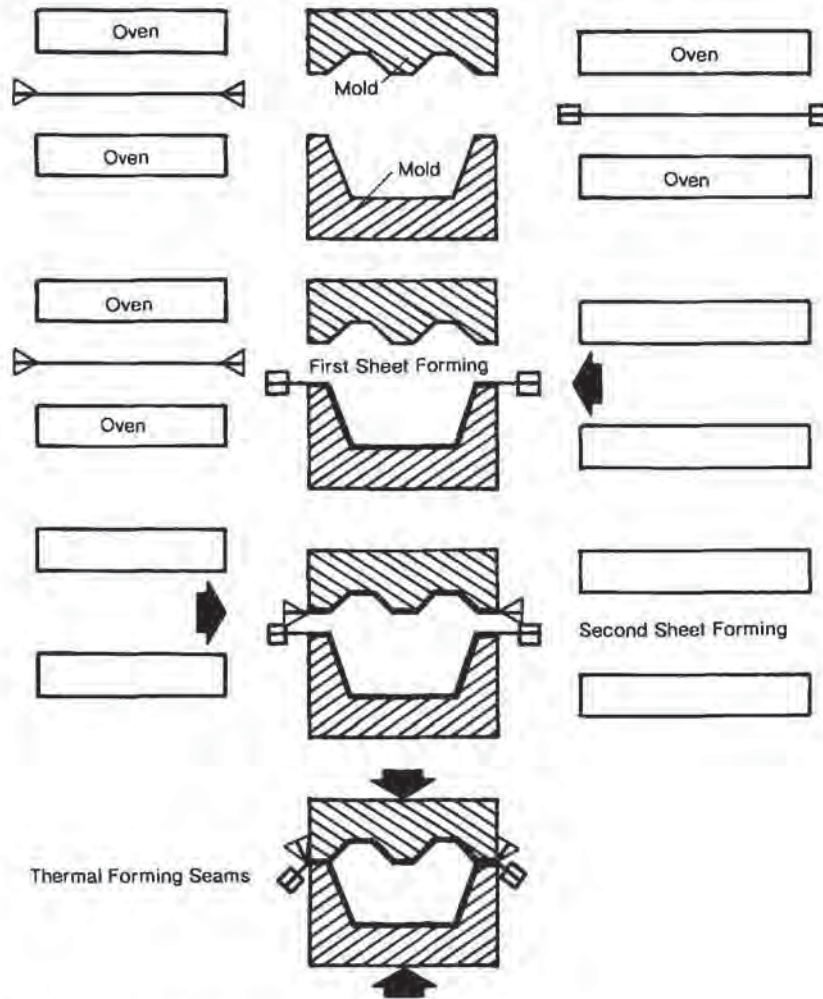 Oven
Mold
Oven
Oven
Mold
Oven
Oven
First Sheet Forming
Oven
Second Sheet Forming
Thermal Forming Seams